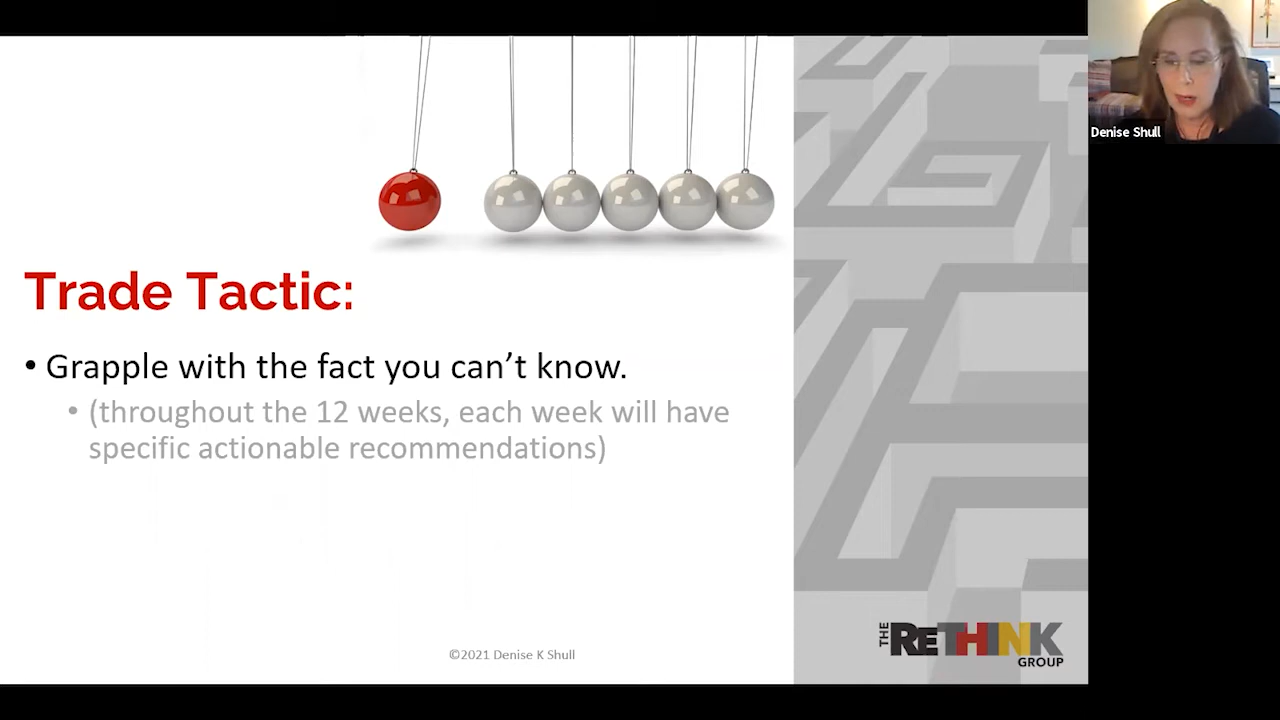 Denise Shull
Trade Tactic:
• Grapple with the fact you can’t know.
• (throughout the 12 weeks, each week will have
specific actionable recommendations)
©2021 Denise K Shull
THE RETHINK
GROUP